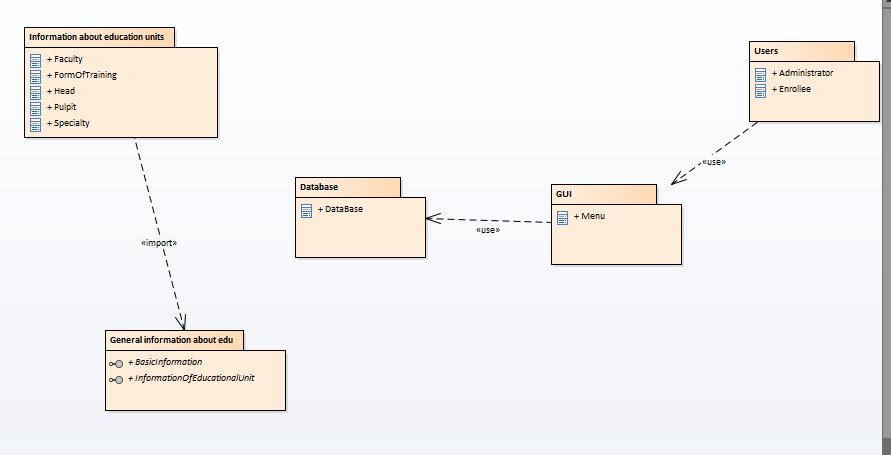 Information about education units
+ Faculty
+ FormOfTraining
+ Head
+ Pulpit
+ Specialty
Users
+ Administrator
+ Enrollee
«use»
Database
+ DataBase
GUI
+ Menu
«use»
«import»
General information about edu
+ BasicInformation
+ InformationOfEducationalUnit